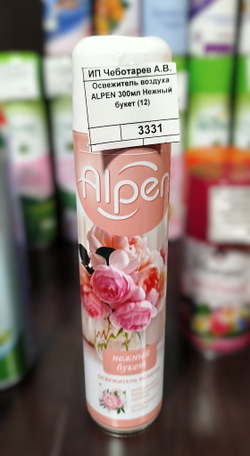 ИП Чеботарев А.В.
Освежитель воздуха
ALPEN 300мл Нежный
букет (12)
3331
Alpen
нежный
букет
ОСВЕЖИТЕЛЬ ВОЗДУХА